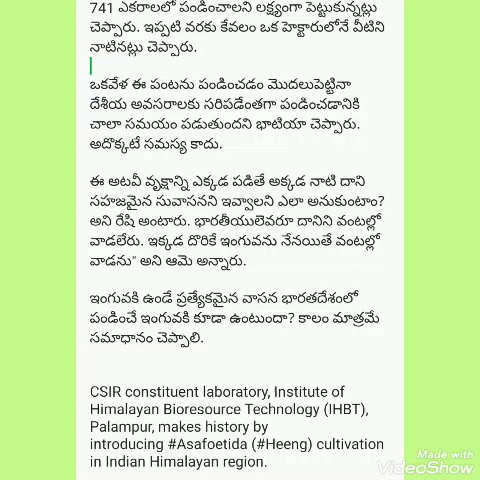 741 ఎకరాలలో పండించాలని లక్ష్యంగా పెట్టుకున్నట్లు
చెప్పారు. ఇప్పటి వరకు కేవలం ఒక హెక్టారులోనే వీటిని
నాటినట్లు చెప్పారు.
ఒకవేళ ఈ పంటను పండించడం మొదలుపెట్టినా
దేశీయ అవసరాలకు సరిపడేంతగా పండించడానికి
చాలా సమయం పడుతుందని భాటియా చెప్పారు.
అదొక్కటే సమస్య కాదు.
ఈ అటవీ వృక్షాన్ని ఎక్కడ పడితే అక్కడ నాటి దాని
సహజమైన సువాసనని ఇవ్వాలని ఎలా అనుకుంటాం?
అని రేషి అంటారు. భారతీయులెవరూ దానిని వంటల్లో
వాడలేరు. ఇక్కడ దొరికే ఇంగువను నేనయితే వంటల్లో
వాడను" అని ఆమె అన్నారు.
ఇంగువకి ఉండే ప్రత్యేకమైన వాసన భారతదేశంలో
పండించే ఇంగువకి కూడా ఉంటుందా? కాలం మాత్రమే
సమాధానం చెప్పాలి.
CSIR constituent laboratory, Institute of
Himalayan Bioresource Technology (IHBT),
Palampur, makes history by
introducing #Asafoetida (#Heeng) cultivation
in Indian Himalayan region.
Made with
VideoShow